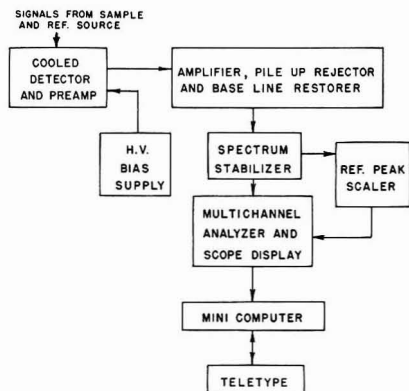 SIGNALS FROM SAMPLE
AND REF. SOURCE
COOLED
DETECTOR
AND PREAMP
AMPLIFIER, PILE UP REJECTOR
AND BASE LINE RESTORER
H.V.
BIAS
SUPPLY
SPECTRUM
STABILIZER
REF. PEAK
SCALER
MULTICHANNEL
ANALYZER AND
SCOPE DISPLAY
MINI COMPUTER
TELETYPE